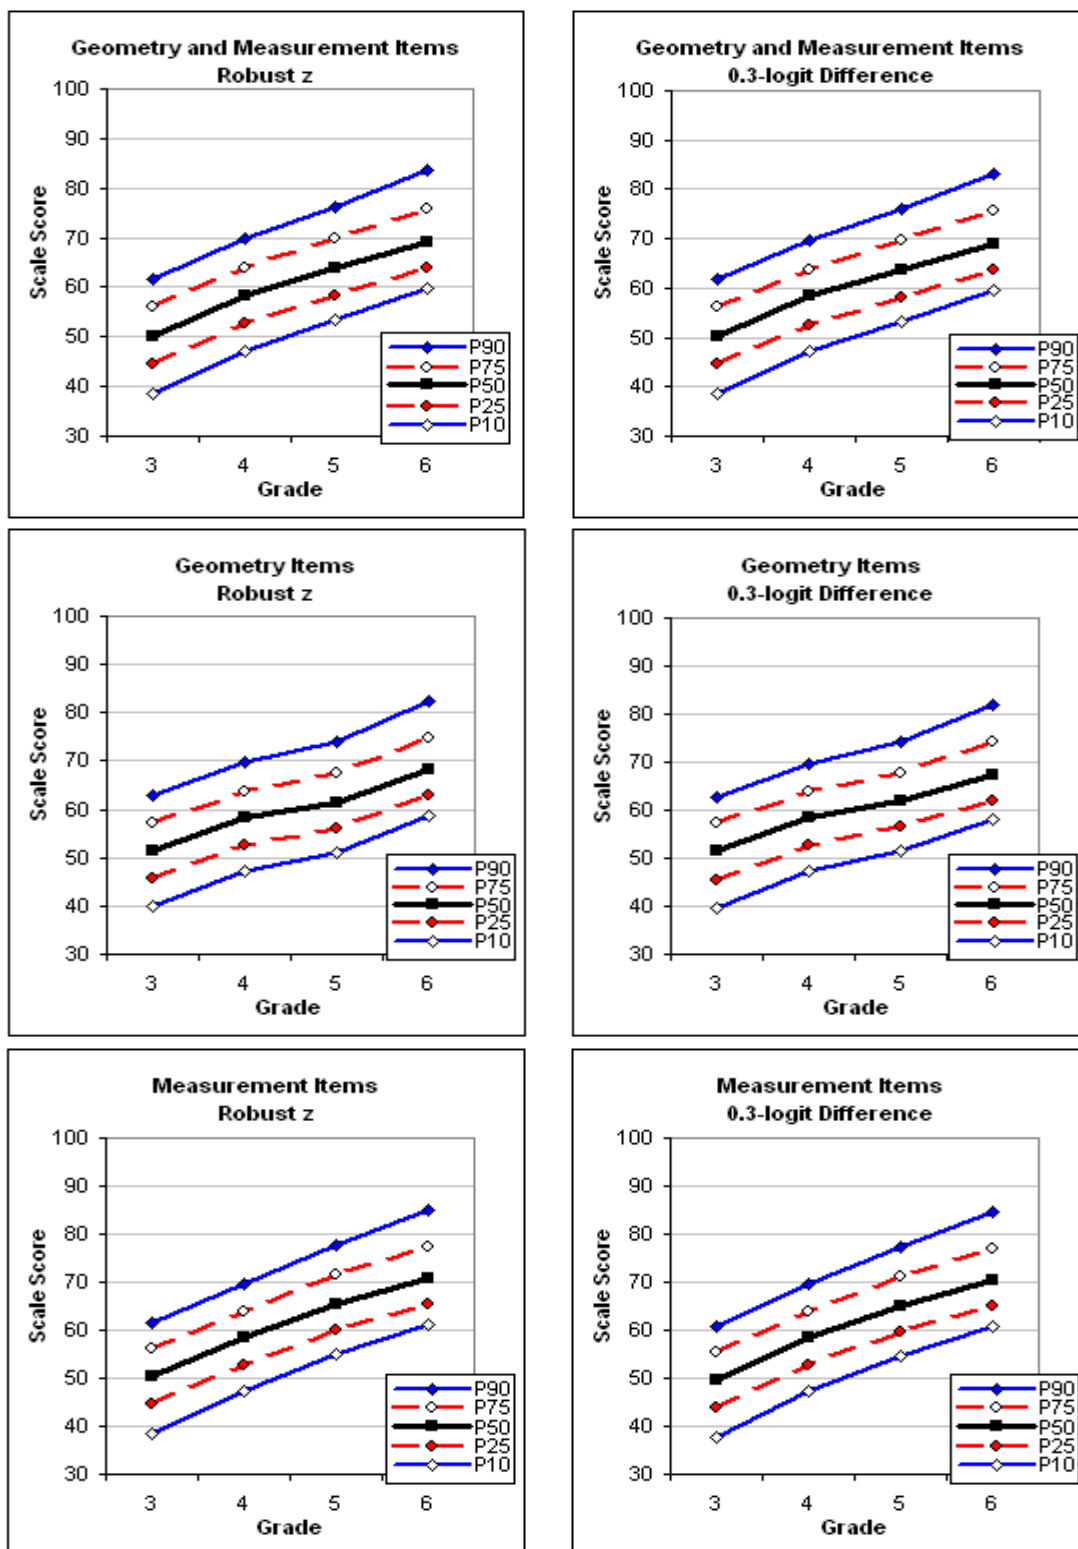 Geometry and Measurement Items
Robust z
100
90
80
70
60
50
40
30
Scale Score
3 4 5 6
Grade
P90
P75
P50
P25
P10
Geometry and Measurement Items
0.3-logit Difference
100
90
80
70
60
50
40
30
Scale Score
3 4 5 6
Grade
P90
P75
P50
P25
P10
Geometry Items
Robust z
100
90
80
70
60
50
40
30
Scale Score
3 4 5 6
Grade
P90
P75
P50
P25
P10
Geometry Items
0.3-logit Difference
100
90
80
70
60
50
40
30
Scale Score
3 4 5 6
Grade
P90
P75
P50
P25
P10
Measurement Items
Robust z
100
90
80
70
60
50
40
30
Scale Score
3 4 5 6
Grade
P90
P75
P50
P25
P10
Measurement Items
0.3-logit Difference
100
90
80
70
60
50
40
30
Scale Score
3 4 5 6
Grade
P90
P75
P50
P25
P10